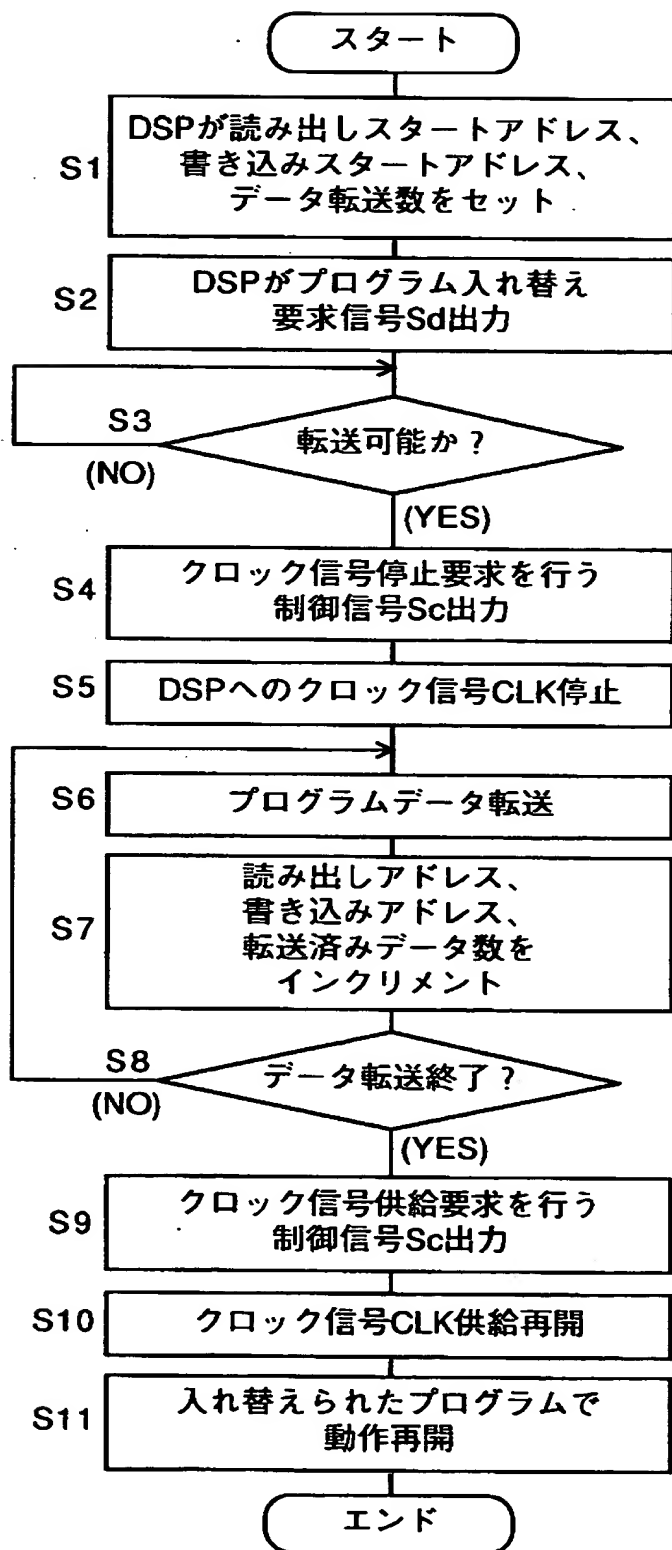 スタート
S1
DSPが読み出しスタートアドレス、
書き込みスタートアドレス、
データ転送数をセット
S2
DSPがプログラム入れ替え
要求信号Sd出力
S3
転送可能か?
(NO)
(YES)
S4
クロック信号停止要求を行う
制御信号Sc出力
S5
DSPへのクロック信号CLK停止
S6
プログラムデータ転送
S7
読み出しアドレス、
書き込みアドレス、
転送済みデータ数を
インクリメント
S8
データ転送終了?
(NO)
(YES)
S9
クロック信号供給要求を行う
制御信号Sc出力
S10
クロック信号CLK供給再開
S11
入れ替えられたプログラムで
動作再開
エンド